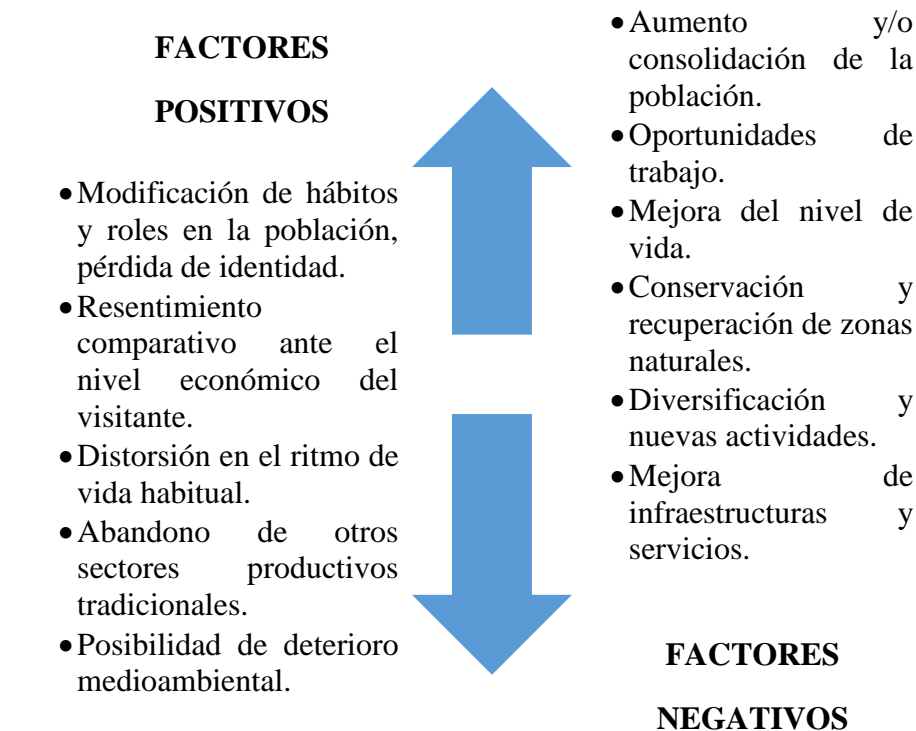 FACTORES
POSITIVOS
•Modificación de hábitos
y roles en la población,
pérdida de identidad.
•Resentimiento
comparativo ante el
nivel económico del
visitante.
•Distorsión en el ritmo de
vida habitual.
•Abandono de otros
sectores productivos
tradicionales.
•Posibilidad de deterioro
medioambiental.
•Aumento y/o
consolidación de la
población.
•Oportunidades de
trabajo.
•Mejora del nivel de
vida.
•Conservación y
recuperación de zonas
naturales.
•Diversificación y
nuevas actividades.
•Mejora de
infraestructuras y
servicios.
FACTORES
NEGATIVOS